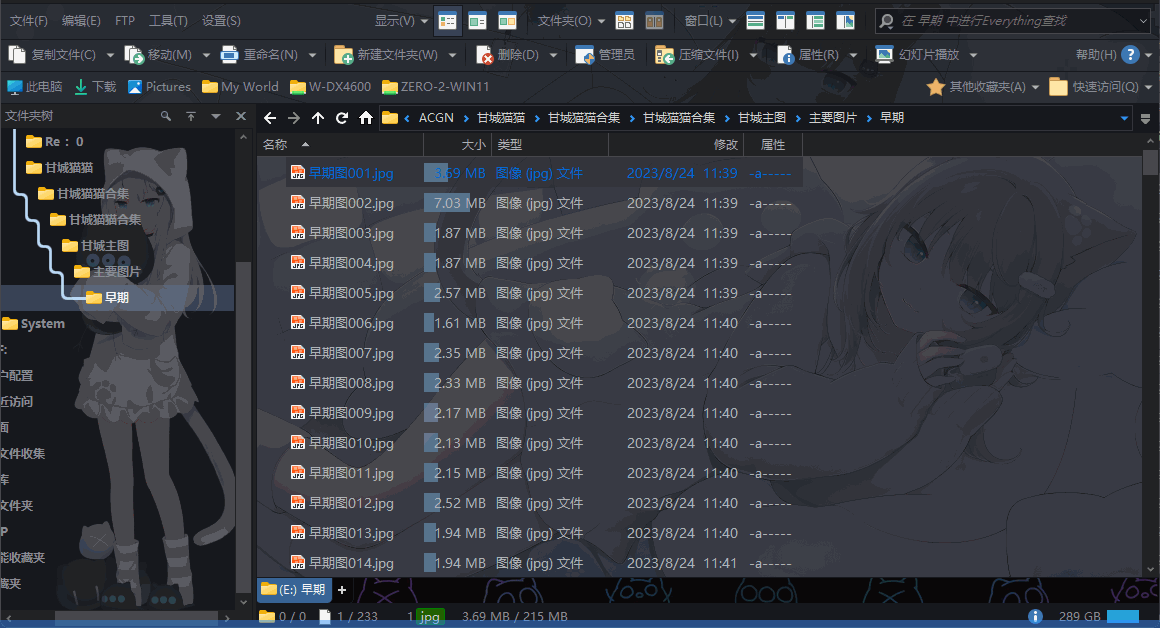 文件(F) 编辑(E) FTP 工具(T) 设置(S) 显示(V) 文件夹(O) 窗口(L) 在 早期 中进行Everything查找
复制文件(C) 移动(M) 重命名(N) 新建文件夹(W) 删除(D) 管理员 压缩文件(I) 属性(R) 幻灯片播放 帮助(H)
此电脑 下载 Pictures My World W-DX4600 ZERO-2-WIN11 其他收藏夹(A) 快速访问(Q)
文件夹树
Re : 0
甘城猫猫
甘城猫猫合集
甘城猫猫合集
甘城主图
主要图片
早期
System
户配置
近访问
面
文件收集
库
文件夹
P
能收藏夹
藏夹
ACGN 甘城猫猫 甘城猫猫合集 甘城猫猫合集 甘城主图 主要图片 早期
名称 大小 类型 修改 属性
早期图001.jpg 3.69 MB 图像 (jpg) 文件 2023/8/24 11:39 -a-----
早期图002.jpg 7.03 MB 图像 (jpg) 文件 2023/8/24 11:39 -a-----
早期图003.jpg 1.87 MB 图像 (jpg) 文件 2023/8/24 11:39 -a-----
早期图004.jpg 1.87 MB 图像 (jpg) 文件 2023/8/24 11:39 -a-----
早期图005.jpg 2.57 MB 图像 (jpg) 文件 2023/8/24 11:39 -a-----
早期图006.jpg 1.61 MB 图像 (jpg) 文件 2023/8/24 11:40 -a-----
早期图007.jpg 2.35 MB 图像 (jpg) 文件 2023/8/24 11:40 -a-----
早期图008.jpg 2.33 MB 图像 (jpg) 文件 2023/8/24 11:40 -a-----
早期图009.jpg 2.17 MB 图像 (jpg) 文件 2023/8/24 11:40 -a-----
早期图010.jpg 2.13 MB 图像 (jpg) 文件 2023/8/24 11:40 -a-----
早期图011.jpg 2.15 MB 图像 (jpg) 文件 2023/8/24 11:40 -a-----
早期图012.jpg 2.52 MB 图像 (jpg) 文件 2023/8/24 11:40 -a-----
早期图013.jpg 1.94 MB 图像 (jpg) 文件 2023/8/24 11:40 -a-----
早期图014.jpg 1.94 MB 图像 (jpg) 文件 2023/8/24 11:41 -a-----
(E:) 早期
0 / 0 1 / 233 1 jpg 3.69 MB / 215 MB 289 GB